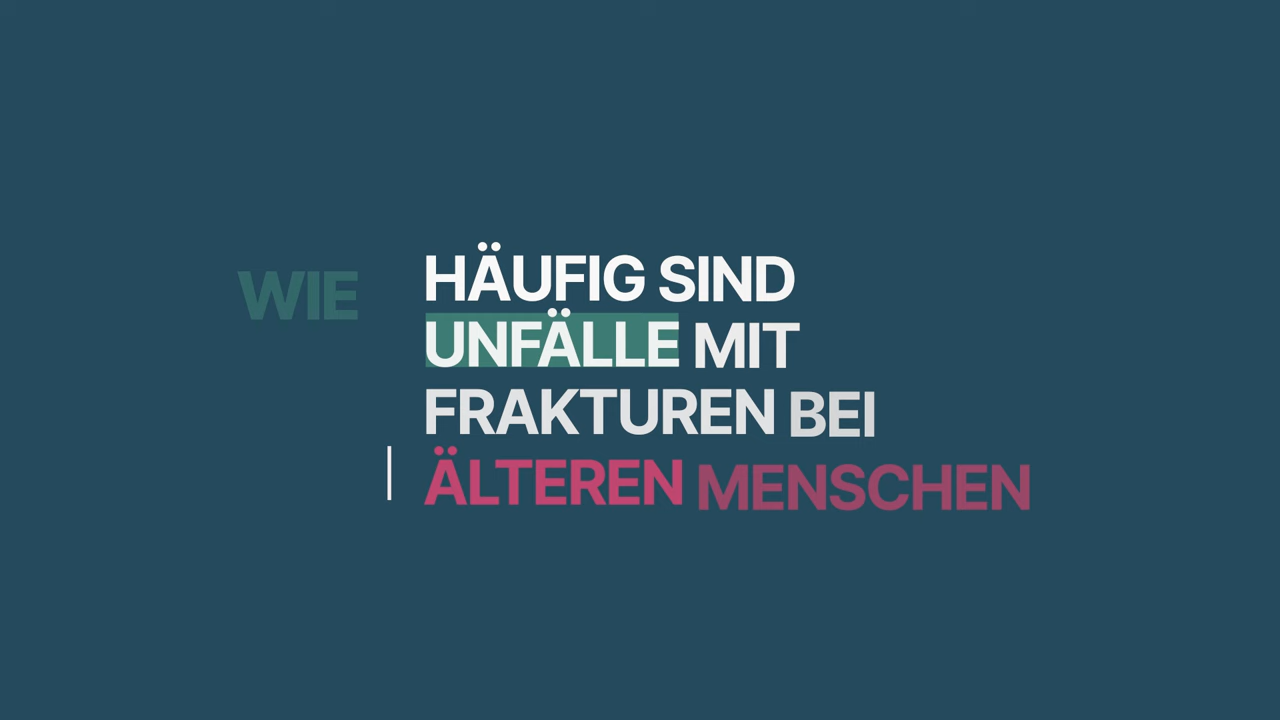 WIE
HÄUFIG SIND
UNFÄLLE MIT
FRAKTUREN BEI
ÄLTEREN MENSCHEN